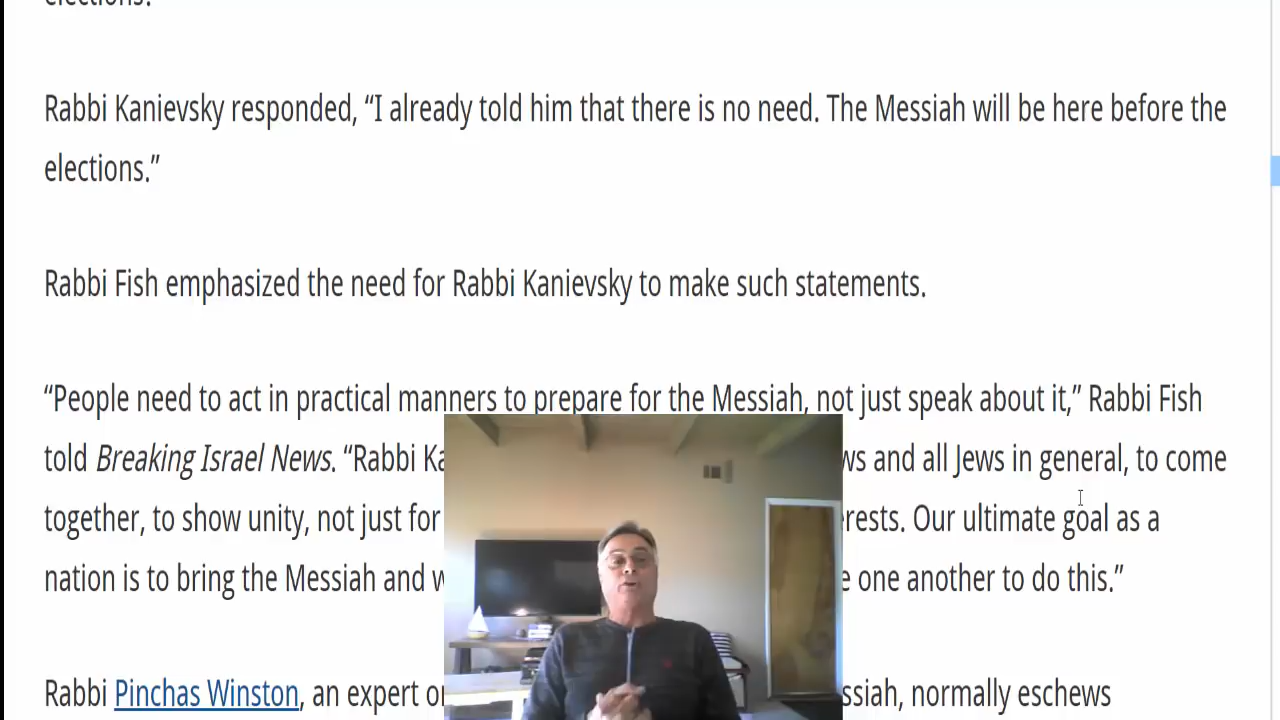 elections."
Rabbi Kanievsky responded, “I already told him that there is no need. The Messiah will be here before the
elections.”
Rabbi Fish emphasized the need for Rabbi Kanievsky to make such statements.
“People need to act in practical manners to prepare for the Messiah, not just speak about it,” Rabbi Fish
told Breaking Israel News. “Rabbi Ka ws and all Jews in general, to come
together, to show unity, not just for erests. Our ultimate goal as a
nation is to bring the Messiah and w e one another to do this.”
Rabbi Pinchas Winston, an expert o ssiah, normally eschews